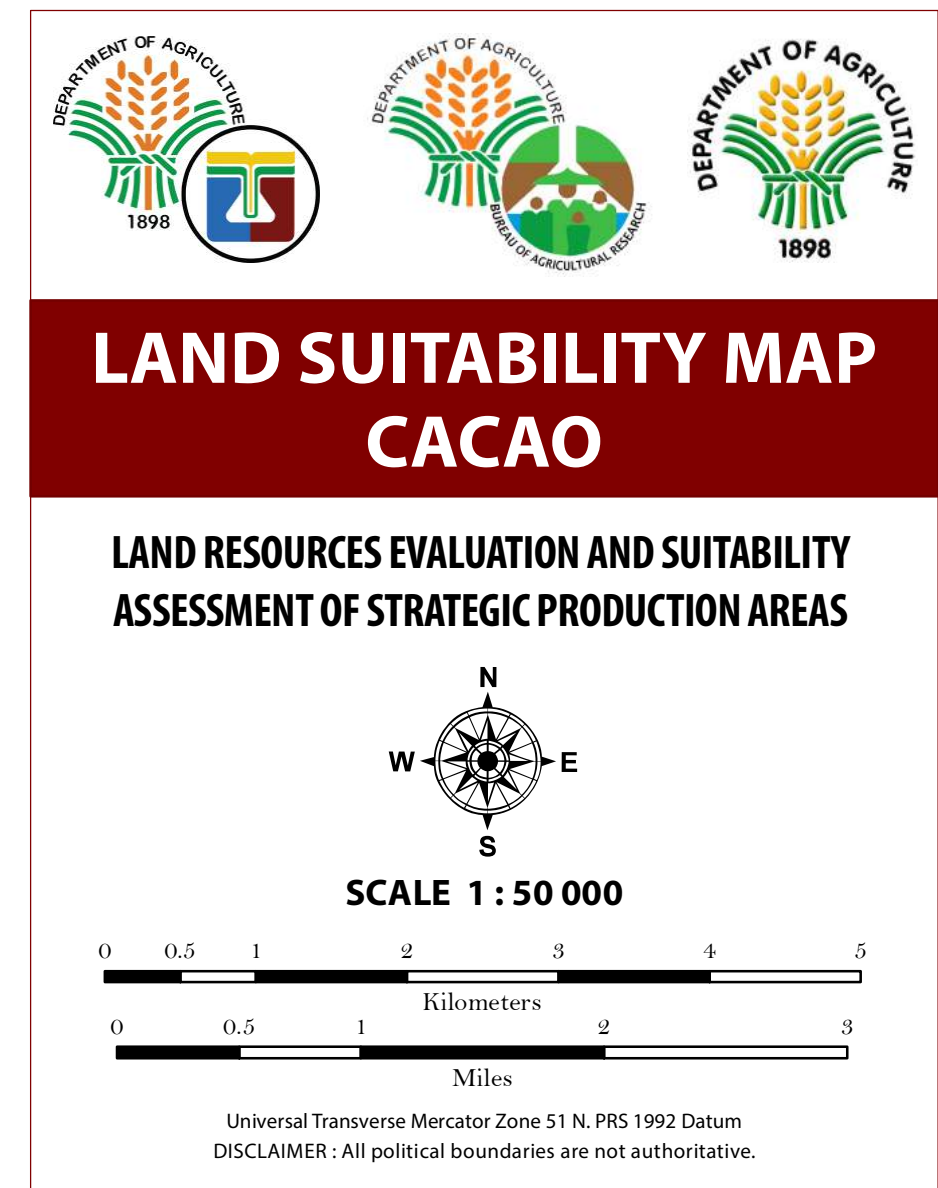 DEPARTMENT OF AGRICULTURE
1898
DEPARTMENT OF AGRICULTURE
BUREAU OF AGRICULTURAL RESEARCH
DEPARTMENT OF AGRICULTURE
1898
LAND SUITABILITY MAP
CACAO
LAND RESOURCES EVALUATION AND SUITABILITY
ASSESSMENT OF STRATEGIC PRODUCTION AREAS
N
W E
S
SCALE 1 : 50 000
0 0.5 1 2 3 4 5
Kilometers
0 0.5 1 2 3
Miles
Universal Transverse Mercator Zone 51 N. PRS 1992 Datum
DISCLAIMER : All political boundaries are not authoritative.